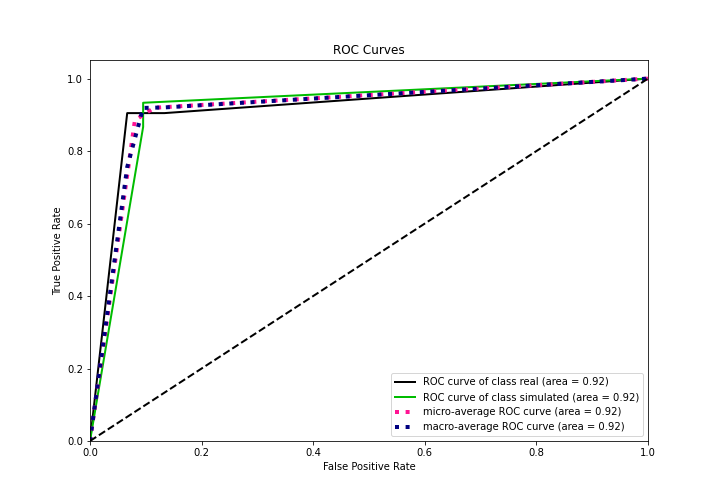 ROC Curves
1.0
0.8
0.6
0.4
0.2
0.0
True Positive Rate
0.0 0.2 0.4 0.6 0.8 1.0
False Positive Rate
ROC curve of class real (area = 0.92)
ROC curve of class simulated (area = 0.92)
micro-average ROC curve (area = 0.92)
macro-average ROC curve (area = 0.92)